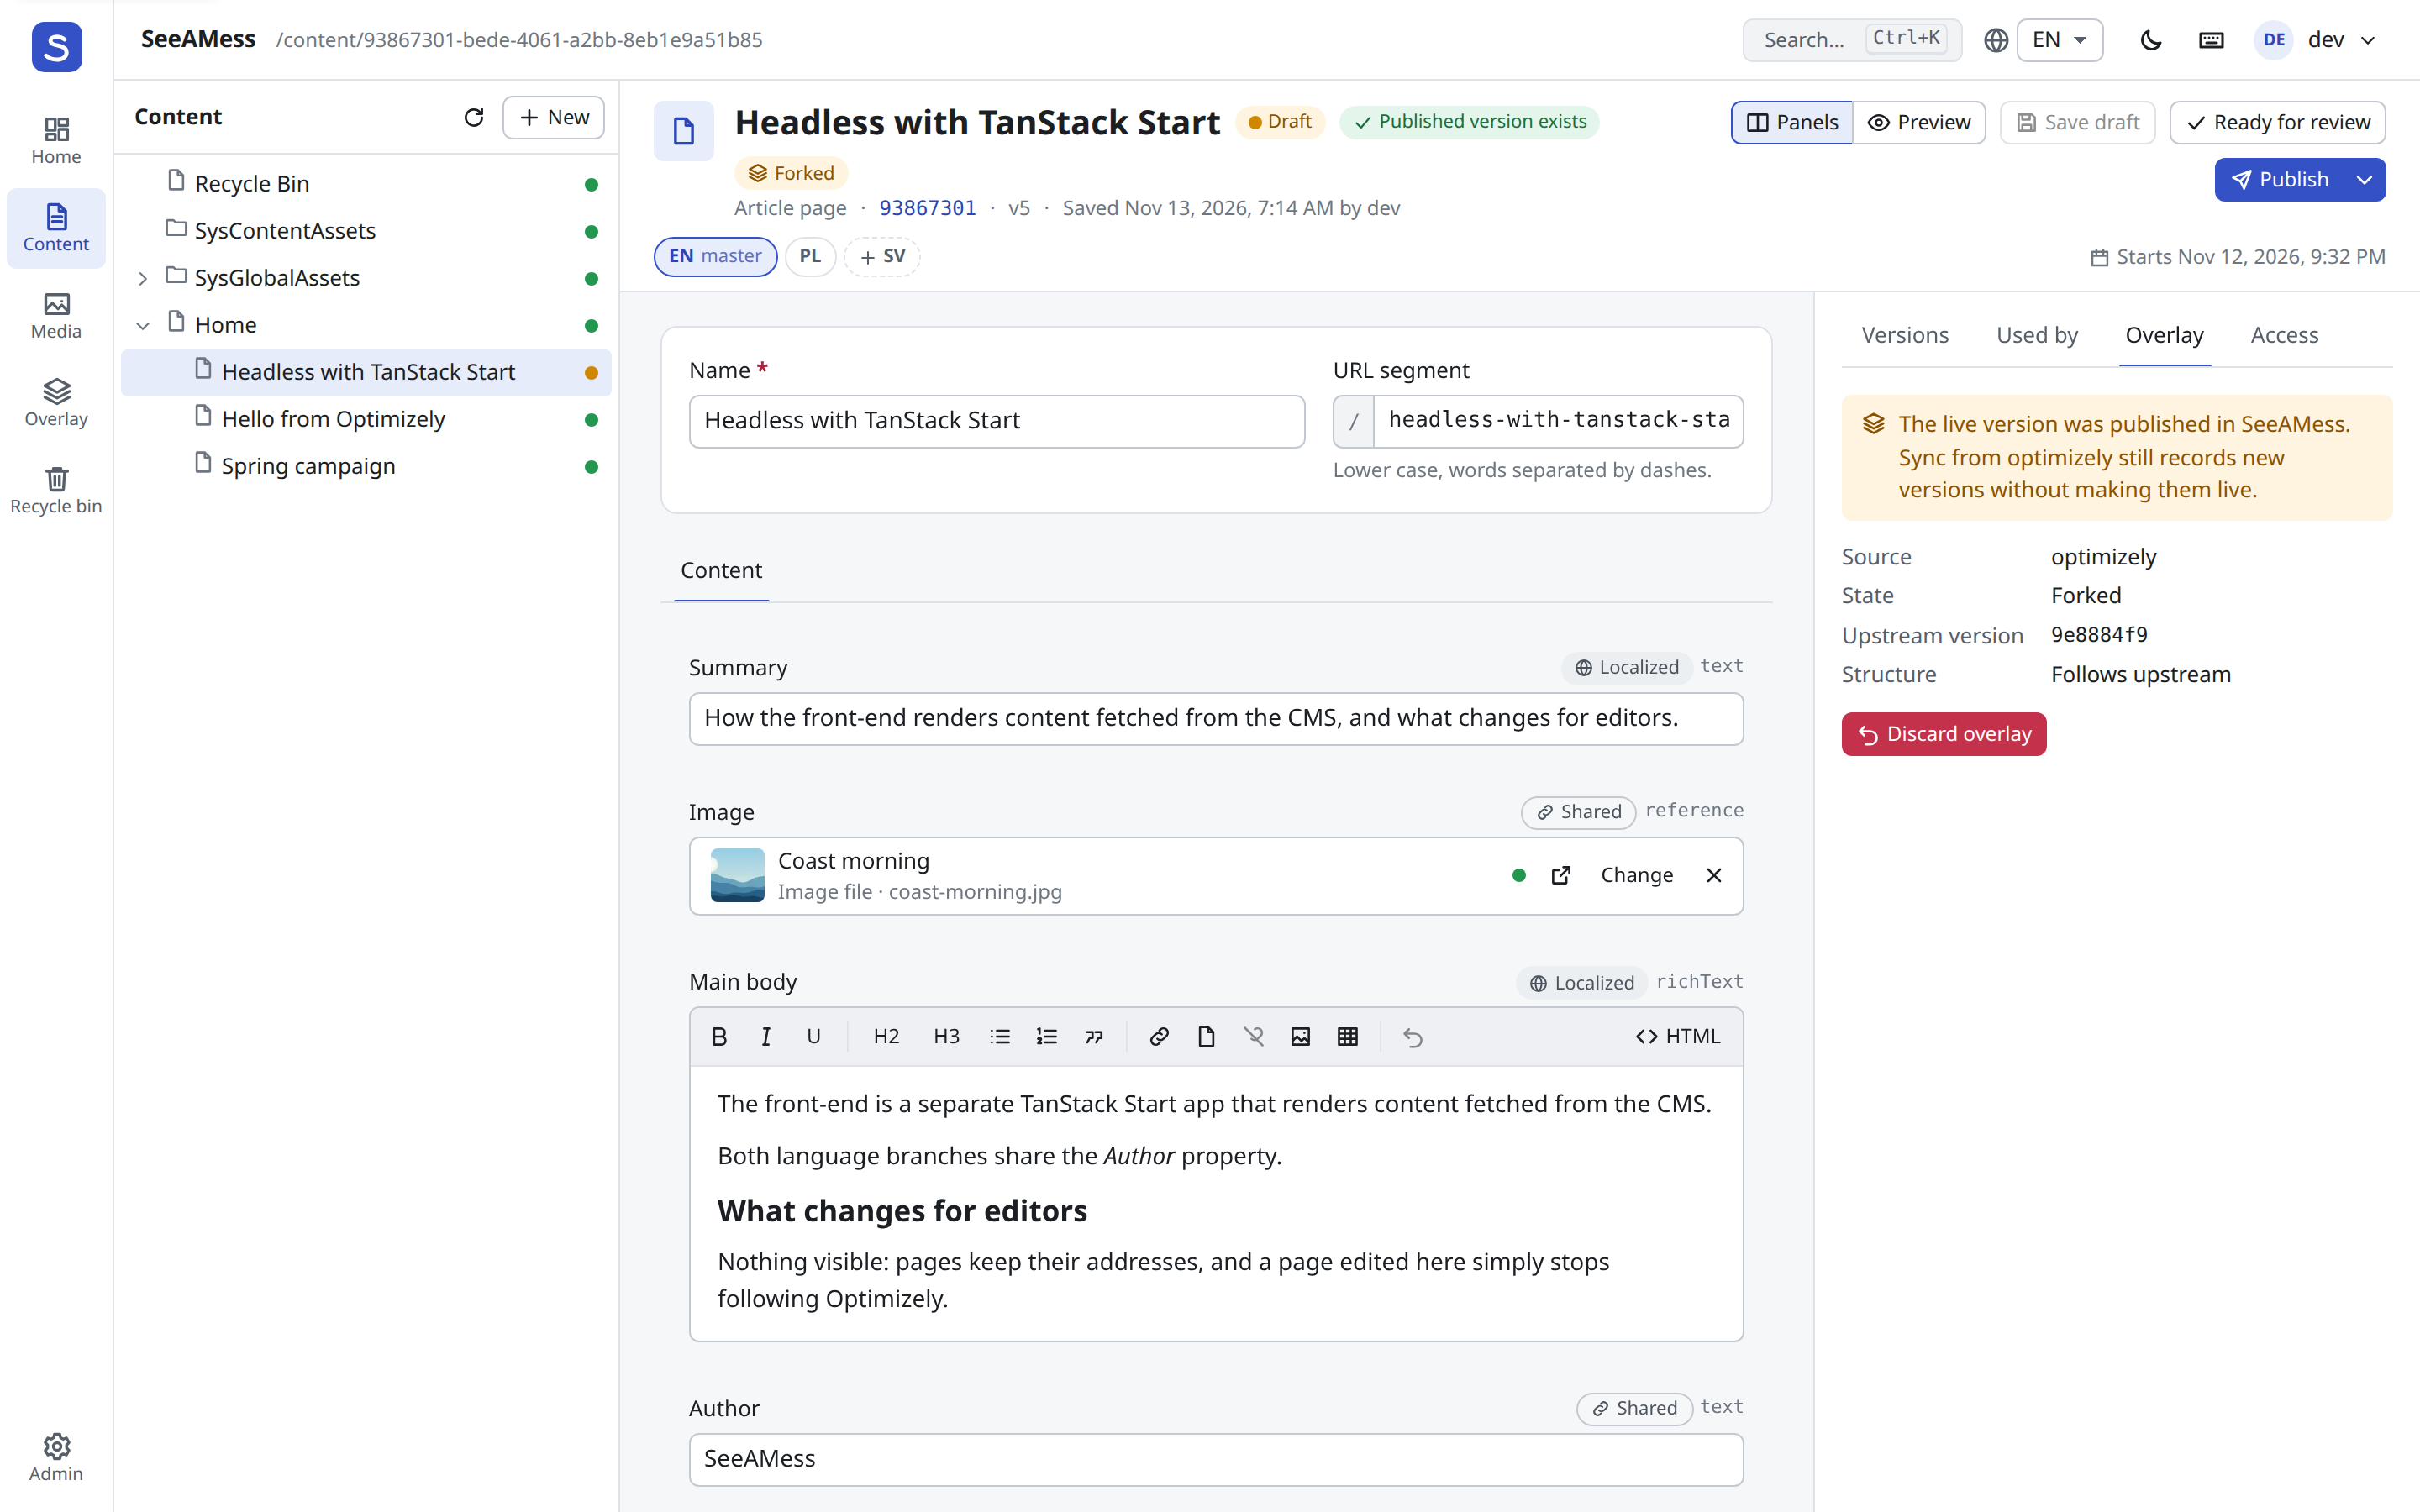 S
SeeAMess /content/93867301-bede-4061-a2bb-8eb1e9a51b85
Search... Ctrl+K
EN
DE dev
Home
Content
Media
Overlay
Recycle bin
Admin
Content
New
Recycle Bin
SysContentAssets
SysGlobalAssets
Home
Headless with TanStack Start
Hello from Optimizely
Spring campaign
Headless with TanStack Start
Draft
Published version exists
Forked
Article page · 93867301 · v5 · Saved Nov 13, 2026, 7:14 AM by dev
Panels
Preview
Save draft
Ready for review
Publish
EN master
PL
+ SV
Starts Nov 12, 2026, 9:32 PM
Name *
Headless with TanStack Start
URL segment
/ headless-with-tanstack-sta
Lower case, words separated by dashes.
Content
Summary
Localized text
How the front-end renders content fetched from the CMS, and what changes for editors.
Image
Shared reference
Coast morning
Image file · coast-morning.jpg
Change
Main body
Localized richText
B I U H2 H3
HTML
The front-end is a separate TanStack Start app that renders content fetched from the CMS.
Both language branches share the Author property.
What changes for editors
Nothing visible: pages keep their addresses, and a page edited here simply stops
following Optimizely.
Author
Shared text
SeeAMess
Versions
Used by
Overlay
Access
The live version was published in SeeAMess.
Sync from optimizely still records new
versions without making them live.
Source optimizely
State Forked
Upstream version 9e8884f9
Structure Follows upstream
Discard overlay